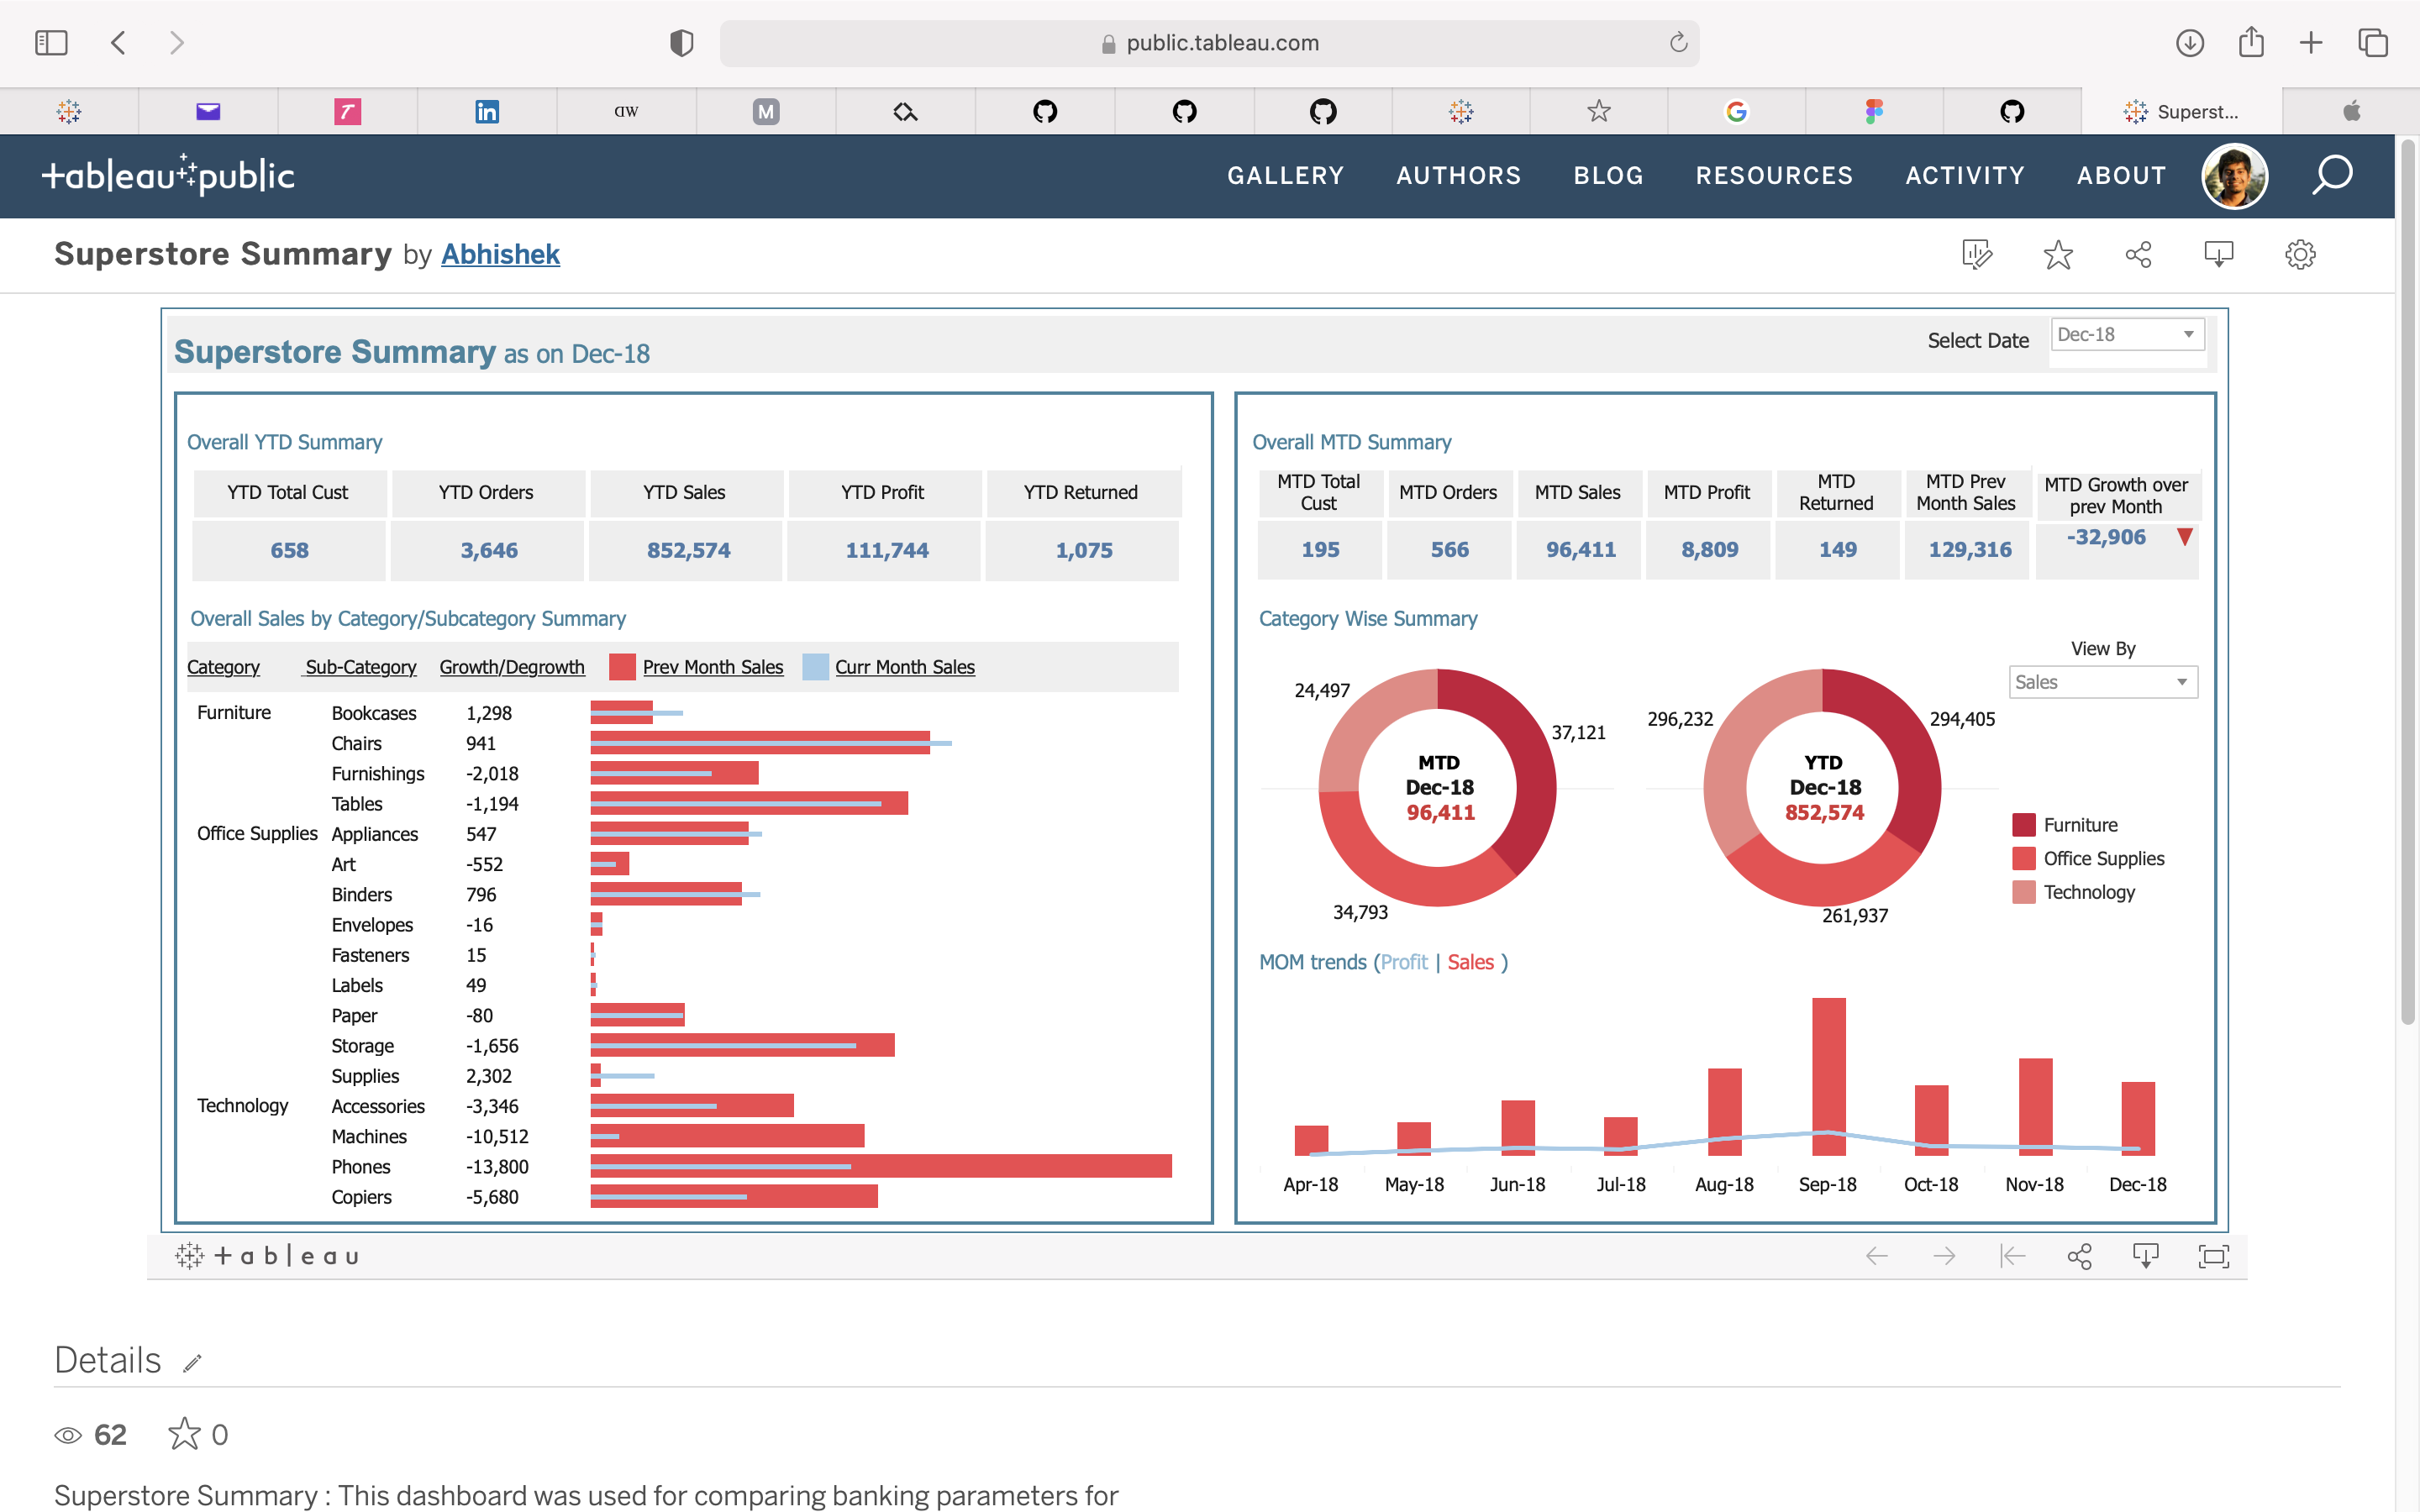 public.tableau.com
Superst...
+ableau public
GALLERY AUTHORS BLOG RESOURCES ACTIVITY ABOUT
Superstore Summary by Abhishek
Superstore Summary as on Dec-18
Select Date Dec-18
Overall YTD Summary
YTD Total Cust YTD Orders YTD Sales YTD Profit YTD Returned
658 3,646 852,574 111,744 1,075
Overall Sales by Category/Subcategory Summary
Category Sub-Category Growth/Degrowth Prev Month Sales Curr Month Sales
Furniture Bookcases 1,298
Chairs 941
Furnishings -2,018
Tables -1,194
Office Supplies Appliances 547
Art -552
Binders 796
Envelopes -16
Fasteners 15
Labels 49
Paper -80
Storage -1,656
Supplies 2,302
Technology Accessories -3,346
Machines -10,512
Phones -13,800
Copiers -5,680
Overall MTD Summary
MTD Total Cust MTD Orders MTD Sales MTD Profit MTD Returned MTD Prev Month Sales MTD Growth over prev Month
195 566 96,411 8,809 149 129,316 -32,906
Category Wise Summary
View By
Sales
24,497
37,121
34,793
MTD
Dec-18
96,411
296,232
294,405
261,937
YTD
Dec-18
852,574
Furniture
Office Supplies
Technology
MOM trends (Profit | Sales )
Apr-18 May-18 Jun-18 Jul-18 Aug-18 Sep-18 Oct-18 Nov-18 Dec-18
+ableau
Details
62 0
Superstore Summary : This dashboard was used for comparing banking parameters for